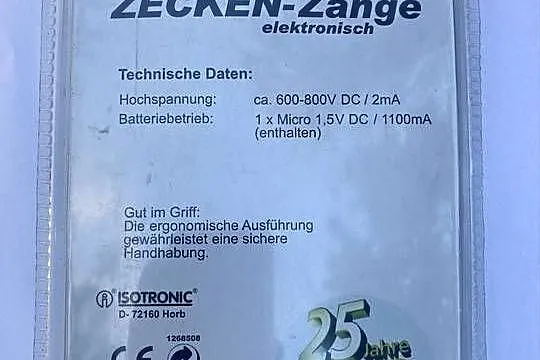 ZECKEN-Zange
elektronisch
Technische Daten:
Hochspannung: ca. 600-800V DC / 2mA
Batteriebetrieb: 1 x Micro 1,5V DC / 1100mA
(enthalten)
Gut im Griff:
Die ergonomische Ausführung
gewährleistet eine sichere
Handhabung.
ISOTRONIC®
D- 72160 Horb
1268508
CE
25 Jahre